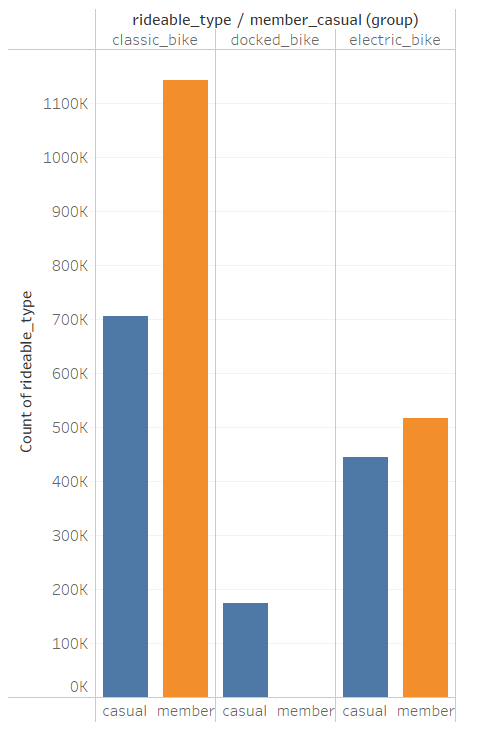 rideable_type / member_casual (group)
classic_bike docked_bike electric_bike
1100K
1000K
900K
800K
700K
600K
500K
400K
300K
200K
100K
0K
Count of rideable_type
casual member casual member casual member